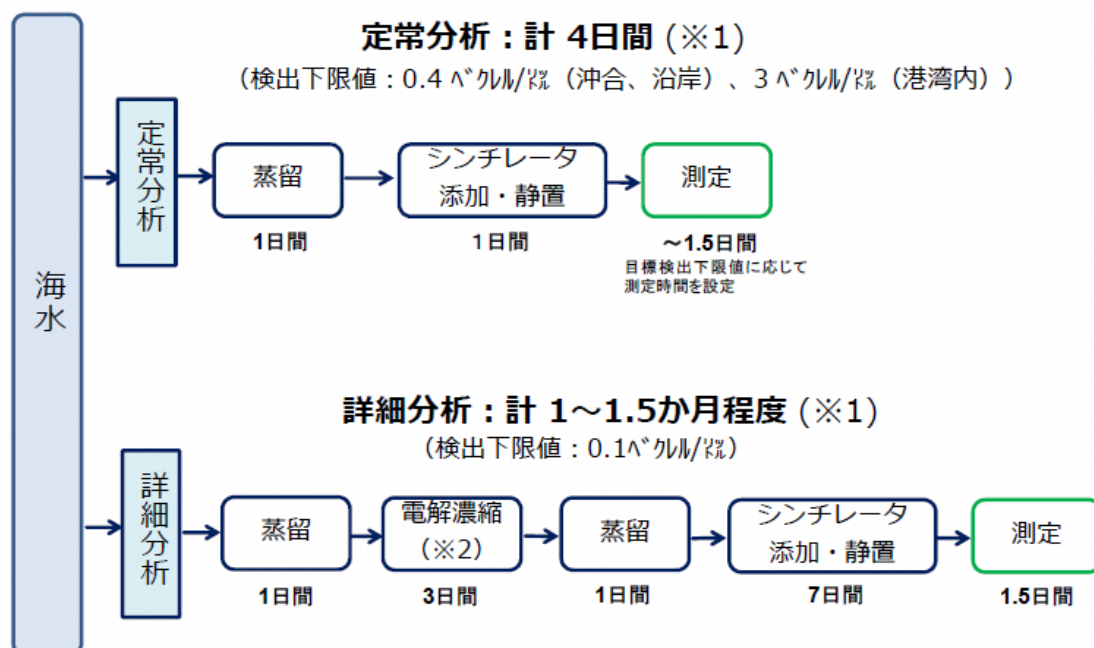 海水
定常分析：計 4日間 (※1)
（検出下限値：0.4 ﾍﾞｸﾚﾙ/㍑（沖合、沿岸）、3 ﾍﾞｸﾚﾙ/㍑（港湾内））
定常分析
蒸留
1日間
シンチレータ
添加・静置
1日間
測定
～1.5日間
目標検出下限値に応じて
測定時間を設定
詳細分析：計 1～1.5か月程度 (※1)
（検出下限値：0.1ﾍﾞｸﾚﾙ/㍑）
詳細分析
蒸留
1日間
電解濃縮
（※2）
3日間
蒸留
1日間
シンチレータ
添加・静置
7日間
測定
1.5日間